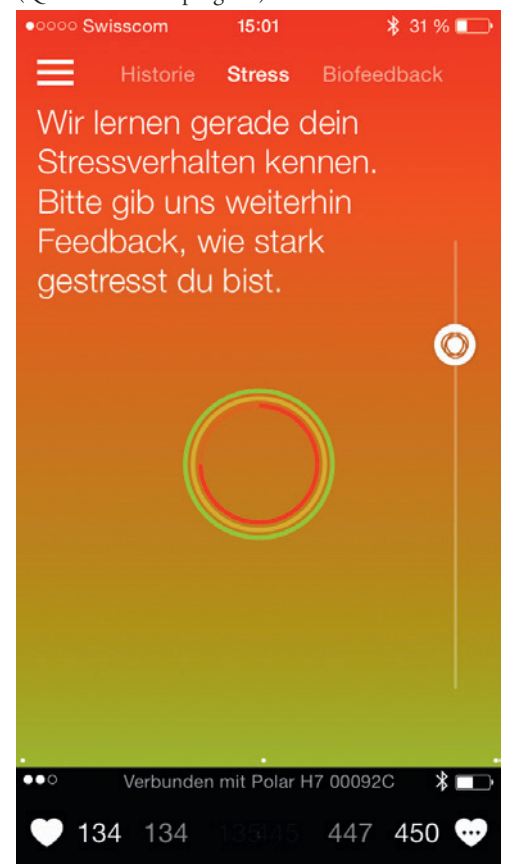 Swisscom 15:01 31 %
Historie Stress Biofeedback
Wir lernen gerade dein
Stressverhalten kennen.
Bitte gib uns weiterhin
Feedback, wie stark
gestresst du bist.
Verbunden mit Polar H7 00092C
134 134 447 450